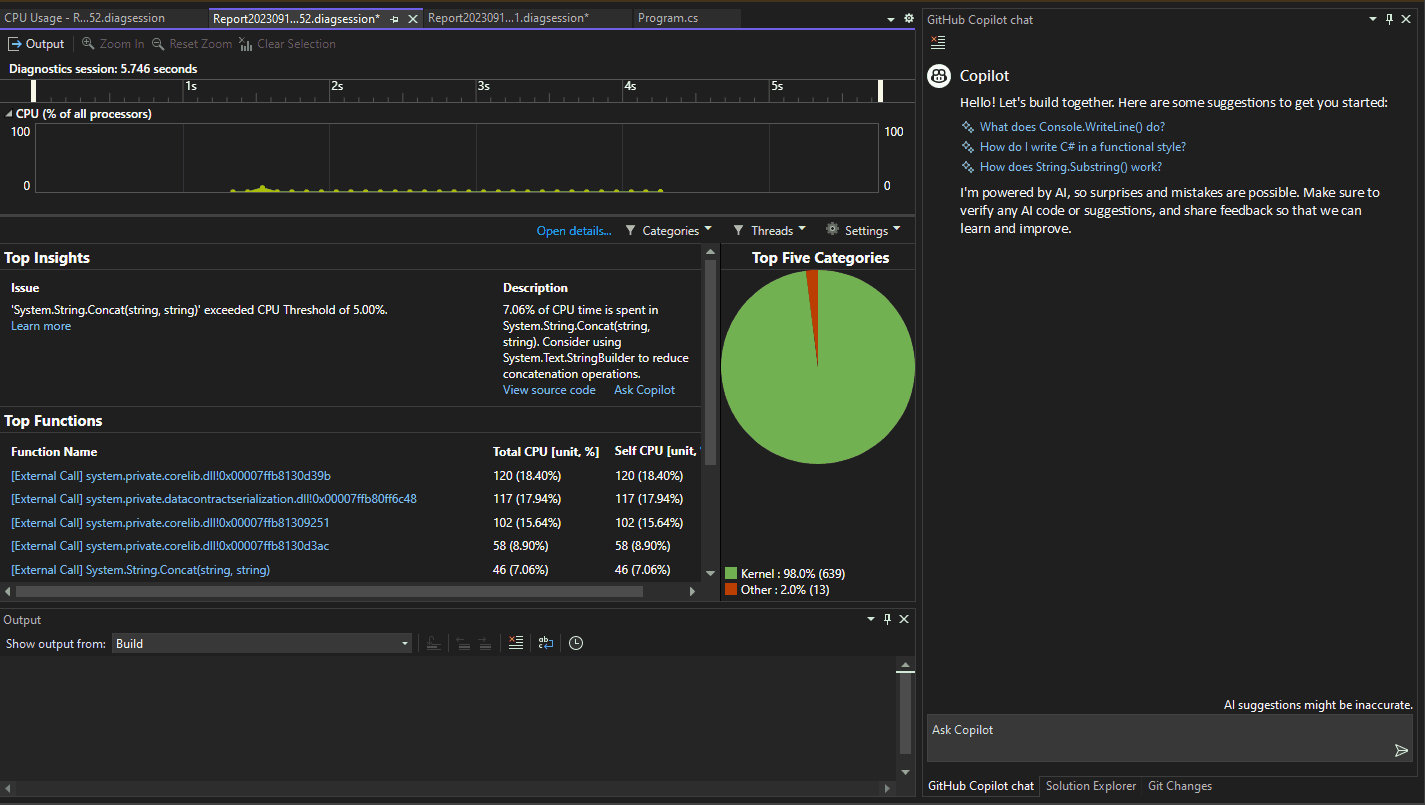 CPU Usage - R...52.diagsession
Report2023091...52.diagsession*
Report2023091...1.diagsession*
Program.cs
Output
Zoom In
Reset Zoom
Clear Selection
Diagnostics session: 5.746 seconds
1s
2s
3s
4s
5s
CPU (% of all processors)
100
100
0
0
Open details...
Categories
Threads
Settings
Top Insights
Issue
Description
'System.String.Concat(string, string)' exceeded CPU Threshold of 5.00%.
Learn more
7.06% of CPU time is spent in
System.String.Concat(string,
string). Consider using
System.Text.StringBuilder to reduce
concatenation operations.
View source code Ask Copilot
Top Functions
Function Name Total CPU [unit, %] Self CPU [unit,
[External Call] system.private.corelib.dll!0x00007ffb8130d39b 120 (18.40%) 120 (18.40%)
[External Call] system.private.datacontractserialization.dll!0x00007ffb80ff6c48 117 (17.94%) 117 (17.94%)
[External Call] system.private.corelib.dll!0x00007ffb81309251 102 (15.64%) 102 (15.64%)
[External Call] system.private.corelib.dll!0x00007ffb8130d3ac 58 (8.90%) 58 (8.90%)
[External Call] System.String.Concat(string, string) 46 (7.06%) 46 (7.06%)
Top Five Categories
Kernel : 98.0% (639)
Other : 2.0% (13)
Output
Show output from: Build
GitHub Copilot chat
Copilot
Hello! Let's build together. Here are some suggestions to get you started:
What does Console.WriteLine() do?
How do I write C# in a functional style?
How does String.Substring() work?
I'm powered by AI, so surprises and mistakes are possible. Make sure to
verify any AI code or suggestions, and share feedback so that we can
learn and improve.
AI suggestions might be inaccurate.
Ask Copilot
GitHub Copilot chat
Solution Explorer
Git Changes